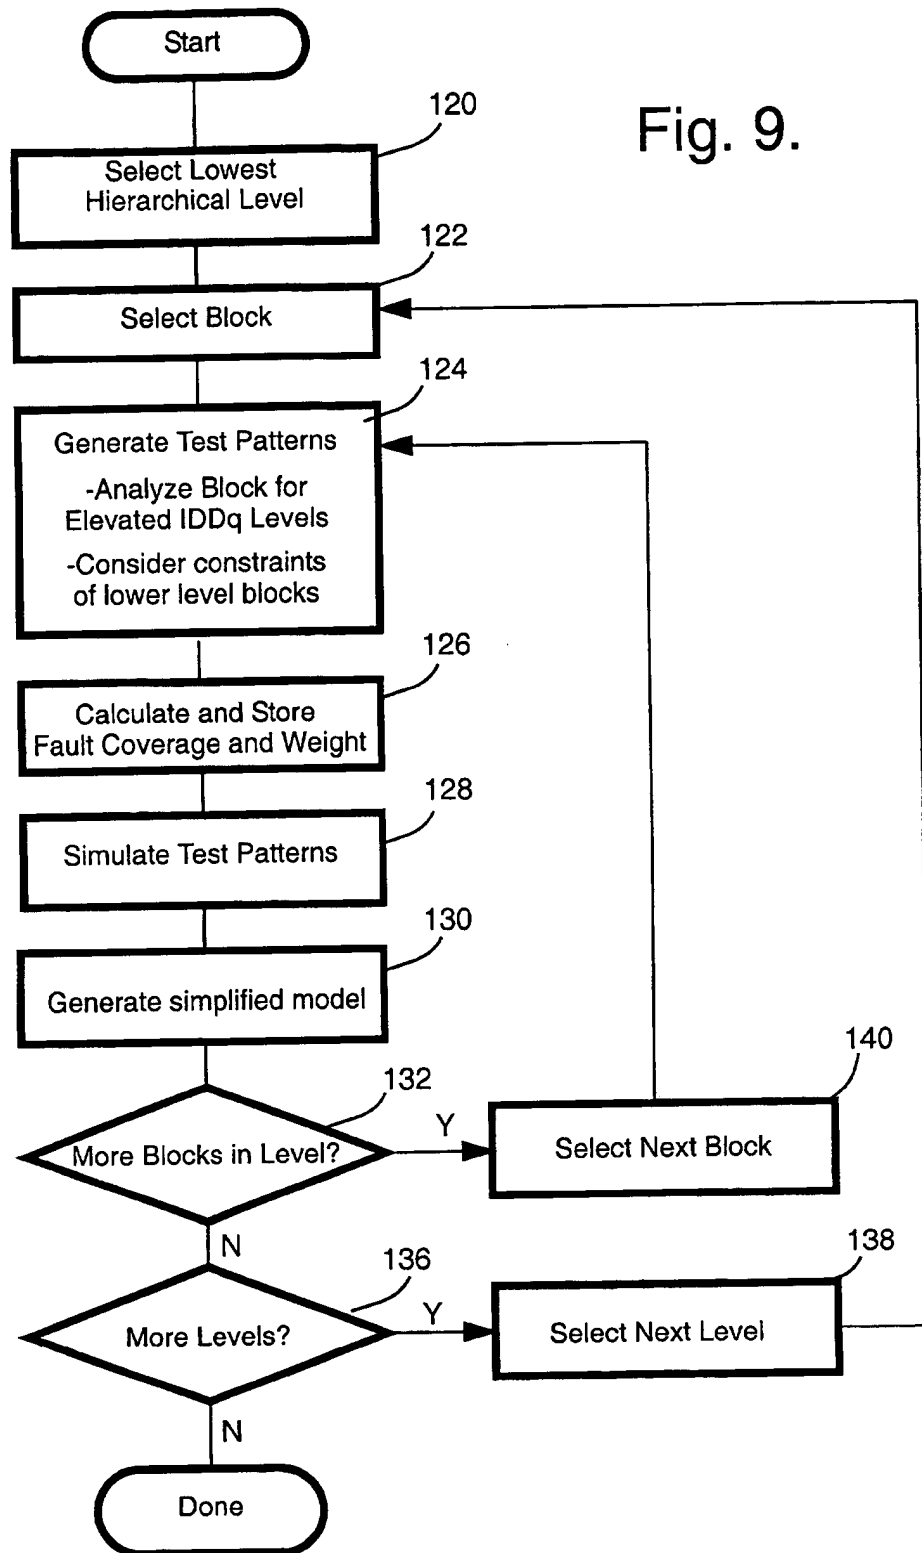 Start
Fig. 9.
120
Select Lowest
Hierarchical Level
122
Select Block
124
Generate Test Patterns
-Analyze Block for
Elevated IDDq Levels
-Consider constraints
of lower level blocks
126
Calculate and Store
Fault Coverage and Weight
128
Simulate Test Patterns
130
Generate simplified model
132
More Blocks in Level?
Y
140
Select Next Block
N
136
More Levels?
Y
138
Select Next Level
N
Done